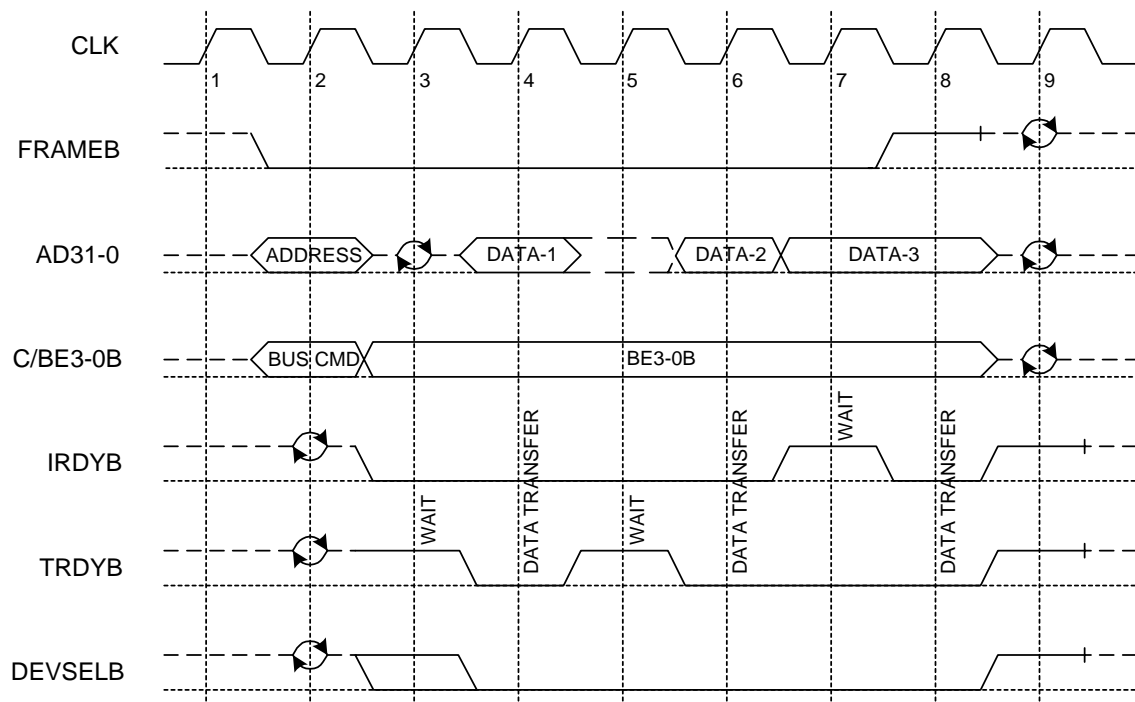 CLK
1 2 3 4 5 6 7 8 9
FRAMEB
AD31-0
ADDRESS DATA-1 DATA-2 DATA-3
C/BE3-0B
BUS CMD BE3-0B
IRDYB
WAIT
DATA TRANSFER
WAIT
DATA TRANSFER
WAIT
DATA TRANSFER
TRDYB
DEVSELB